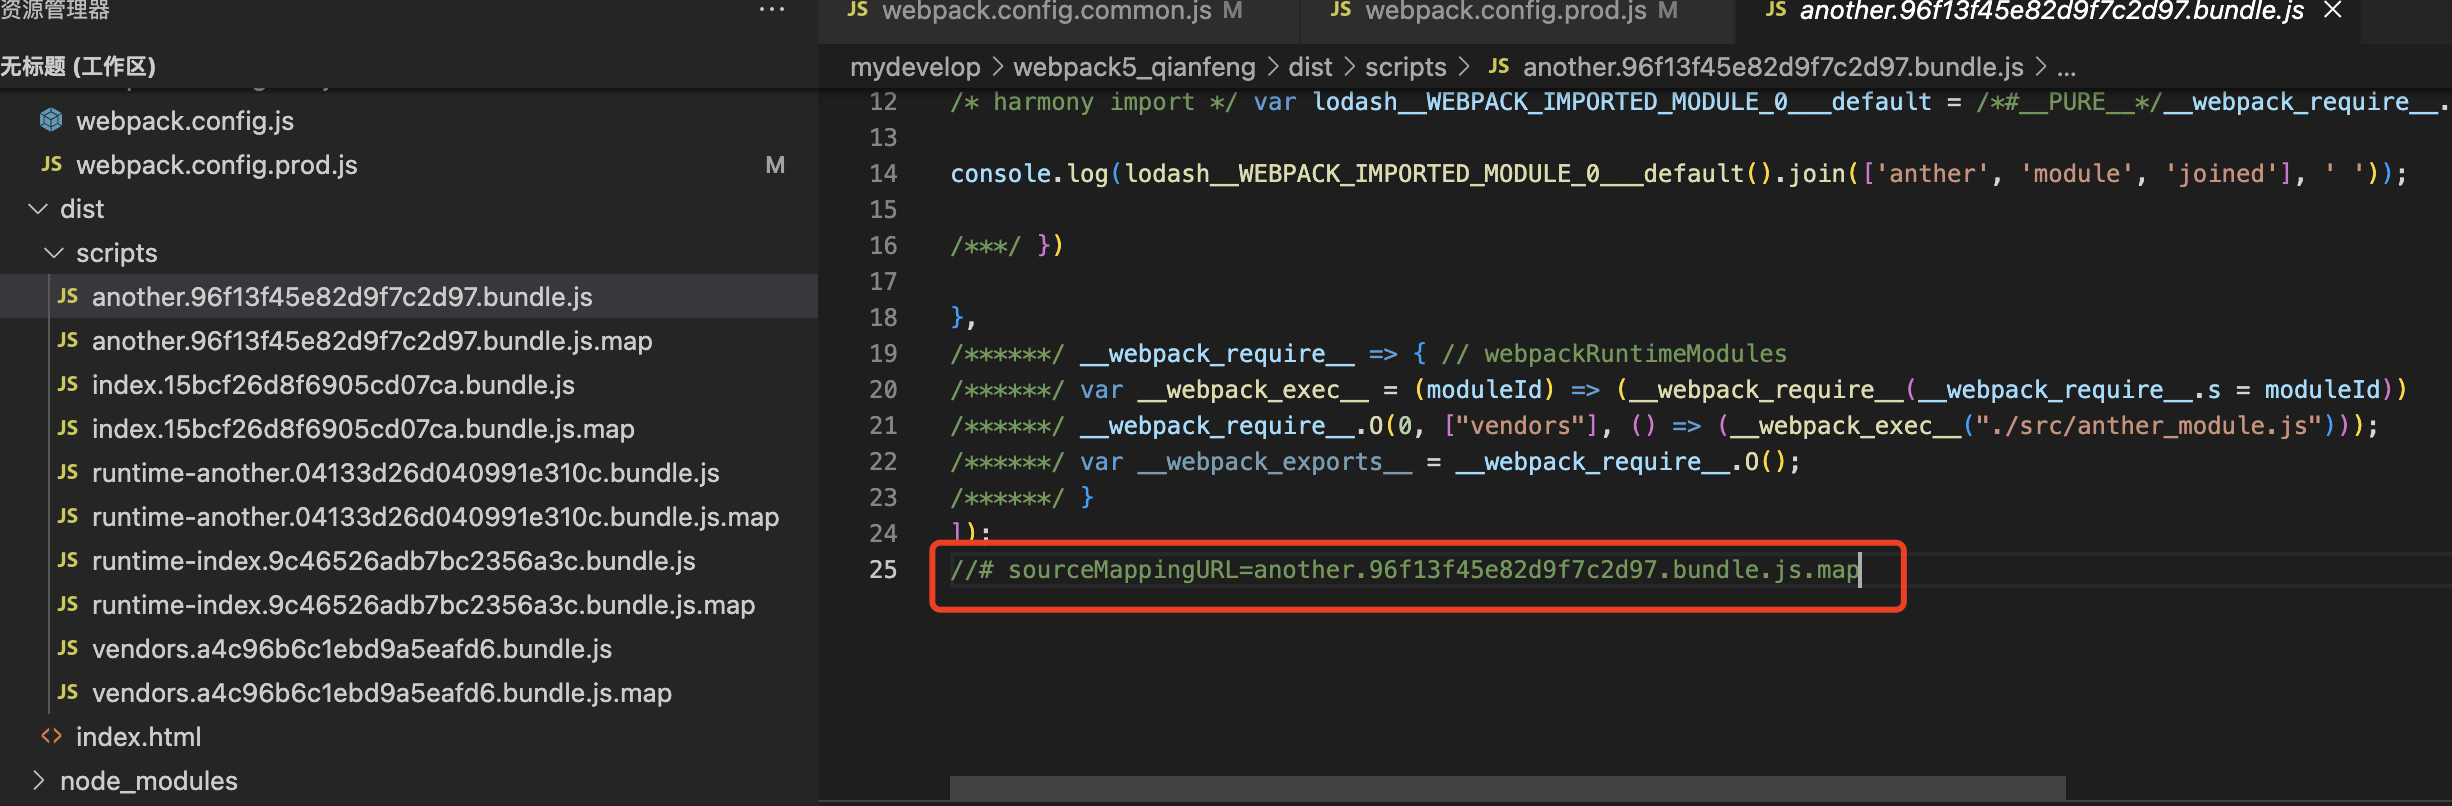 资源管理器
...
无标题 (工作区)
webpack.config.js
JS webpack.config.prod.js M
dist
scripts
JS another.96f13f45e82d9f7c2d97.bundle.js
JS another.96f13f45e82d9f7c2d97.bundle.js.map
JS index.15bcf26d8f6905cd07ca.bundle.js
JS index.15bcf26d8f6905cd07ca.bundle.js.map
JS runtime-another.04133d26d040991e310c.bundle.js
JS runtime-another.04133d26d040991e310c.bundle.js.map
JS runtime-index.9c46526adb7bc2356a3c.bundle.js
JS runtime-index.9c46526adb7bc2356a3c.bundle.js.map
JS vendors.a4c96b6c1ebd9a5eafd6.bundle.js
JS vendors.a4c96b6c1ebd9a5eafd6.bundle.js.map
<> index.html
node_modules
JS webpack.config.common.js M
JS webpack.config.prod.js M
JS another.96f13f45e82d9f7c2d97.bundle.js
mydevelop > webpack5_qianfeng > dist > scripts > JS another.96f13f45e82d9f7c2d97.bundle.js > ...
12 /* harmony import */ var lodash__WEBPACK_IMPORTED_MODULE_0___default = /*#__PURE__*/__webpack_require__.
13
14 console.log(lodash__WEBPACK_IMPORTED_MODULE_0___default().join(['anther', 'module', 'joined'], ' '));
15
16 /***/ })
17
18 },
19 /******/ __webpack_require__ => { // webpackRuntimeModules
20 /******/ var __webpack_exec__ = (moduleId) => (__webpack_require__(__webpack_require__.s = moduleId))
21 /******/ __webpack_require__.O(0, ["vendors"], () => (__webpack_exec__("./src/anther_module.js")));
22 /******/ var __webpack_exports__ = __webpack_require__.O();
23 /******/ }
24 ]);
25 //# sourceMappingURL=another.96f13f45e82d9f7c2d97.bundle.js.map